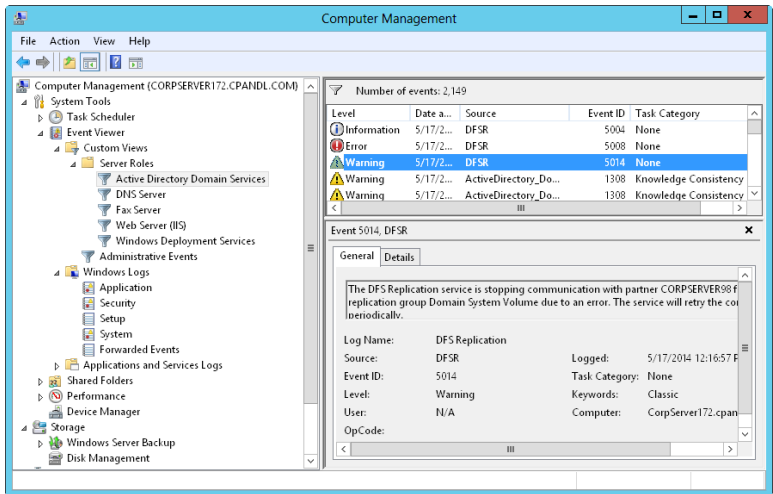 Computer Management
File Action View Help
Computer Management (CORPSERVER172.CPANDL.COM)
System Tools
Task Scheduler
Event Viewer
Custom Views
Server Roles
Active Directory Domain Services
DNS Server
Fax Server
Web Server (IIS)
Windows Deployment Services
Administrative Events
Windows Logs
Application
Security
Setup
System
Forwarded Events
Applications and Services Logs
Shared Folders
Performance
Device Manager
Storage
Windows Server Backup
Disk Management
Number of events: 2,149
Level Date a... Source Event ID Task Category
Information 5/17/2... DFSR 5004 None
Error 5/17/2... DFSR 5008 None
Warning 5/17/2... DFSR 5014 None
Warning 5/17/2... ActiveDirectory_Do... 1308 Knowledge Consistency
Warning 5/17/2... ActiveDirectory_Do... 1308 Knowledge Consistency
Event 5014, DFSR
General Details
The DFS Replication service is stopping communication with partner CORPSERVER98 f
replication group Domain System Volume due to an error. The service will retry the co
periodically.
Log Name: DFS Replication
Source: DFSR Logged: 5/17/2014 12:16:57 P
Event ID: 5014 Task Category: None
Level: Warning Keywords: Classic
User: N/A Computer: CorpServer172.cpan
OpCode: